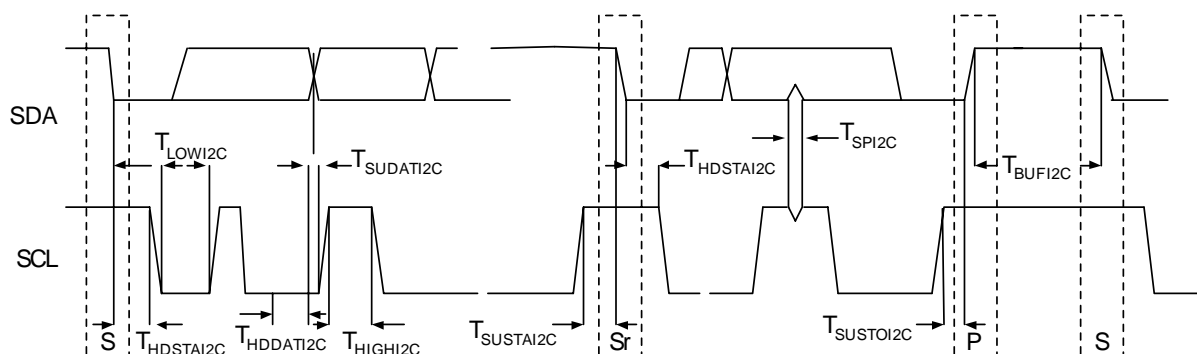 SDA
T_LOWI2C
T_SUDATI2C
T_HDSTAI2C
T_SPI2C
T_BUFI2C
SCL
S
T_HDSTAI2C
T_HDDATI2C
T_HIGHI2C
T_SUSTAI2C
Sr
T_SUSTOI2C
P
S